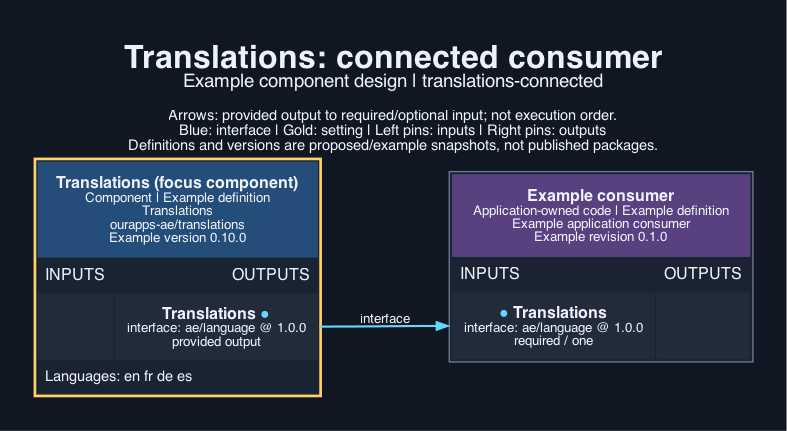 Translations: connected consumer
Example component design | translations-connected
Arrows: provided output to required/optional input; not execution order.
Blue: interface | Gold: setting | Left pins: inputs | Right pins: outputs
Definitions and versions are proposed/example snapshots, not published packages.
Translations (focus component)
Component | Example definition
Translations
ourapps-ae/translations
Example version 0.10.0
INPUTS
OUTPUTS
Translations
interface: ae/language @ 1.0.0
provided output
Languages: en fr de es
interface
Example consumer
Application-owned code | Example definition
Example application consumer
Example revision 0.1.0
INPUTS
OUTPUTS
Translations
interface: ae/language @ 1.0.0
required / one